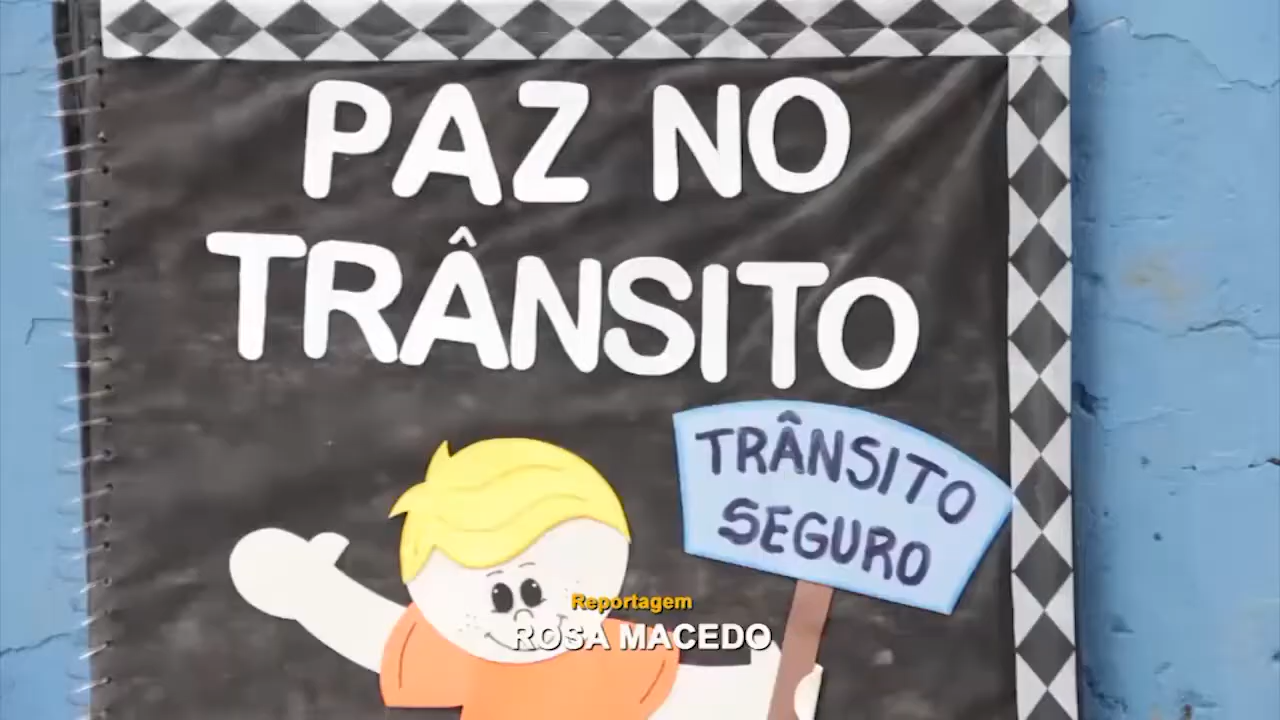 PAZ NO
TRÂNSITO
TRÂNSITO
SEGURO
Reportagem
ROSA MACEDO